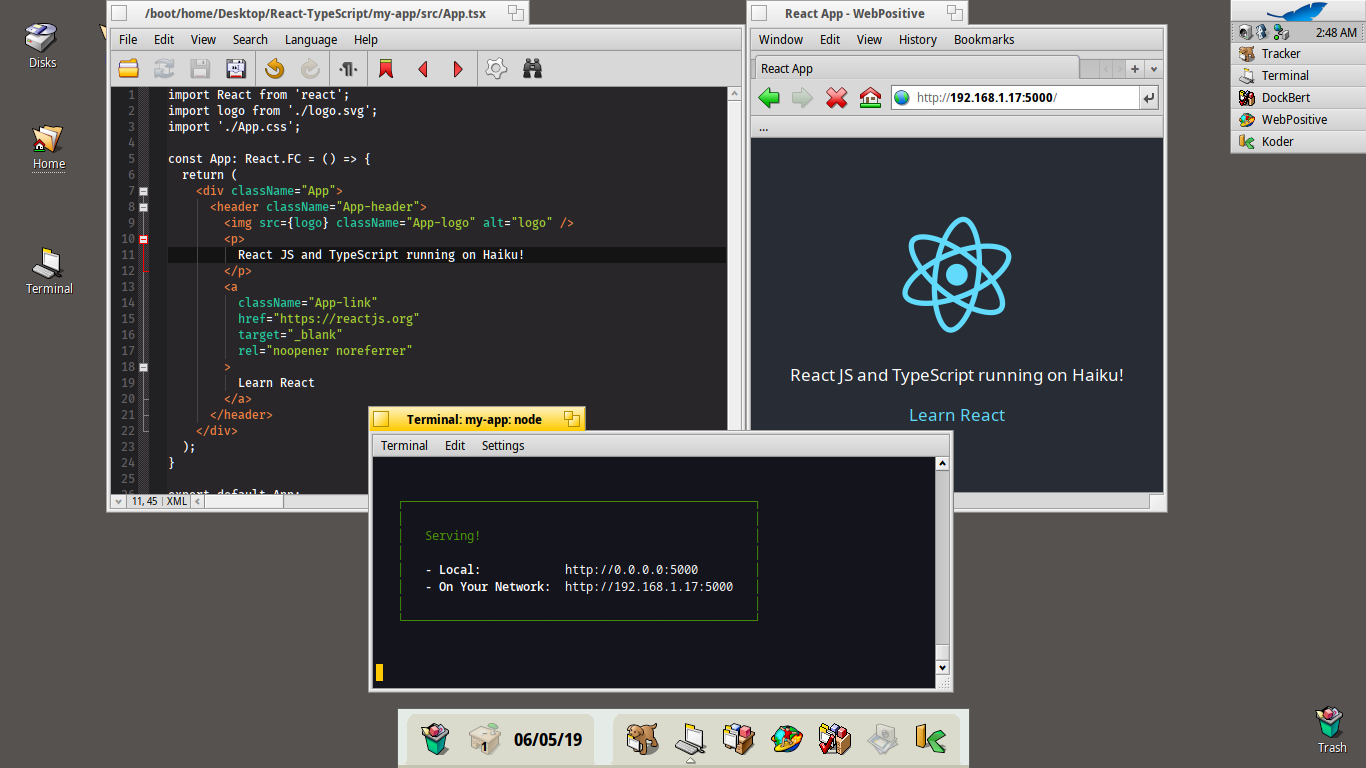 Disks
Home
Terminal
/boot/home/Desktop/React-TypeScript/my-app/src/App.tsx
File Edit View Search Language Help
1 import React from 'react';
2 import logo from './logo.svg';
3 import './App.css';
4
5 const App: React.FC = () => {
6 return (
7 <div className="App">
8 <header className="App-header">
9 <img src={logo} className="App-logo" alt="logo" />
10 <p>
11 React JS and TypeScript running on Haiku!
12 </p>
13 <a
14 className="App-link"
15 href="https://reactjs.org"
16 target="_blank"
17 rel="noopener noreferrer"
18 >
19 Learn React
20 </a>
21 </header>
22 </div>
23 );
24 }
25
26 export default App;
11, 45 XML
React App - WebPositive
Window Edit View History Bookmarks
React App
http://192.168.1.17:5000/
...
React JS and TypeScript running on Haiku!
Learn React
Terminal: my-app: node
Terminal Edit Settings
Serving!
- Local: http://0.0.0.0:5000
- On Your Network: http://192.168.1.17:5000
2:48 AM
Tracker
Terminal
DockBert
WebPositive
Koder
1
06/05/19
Trash